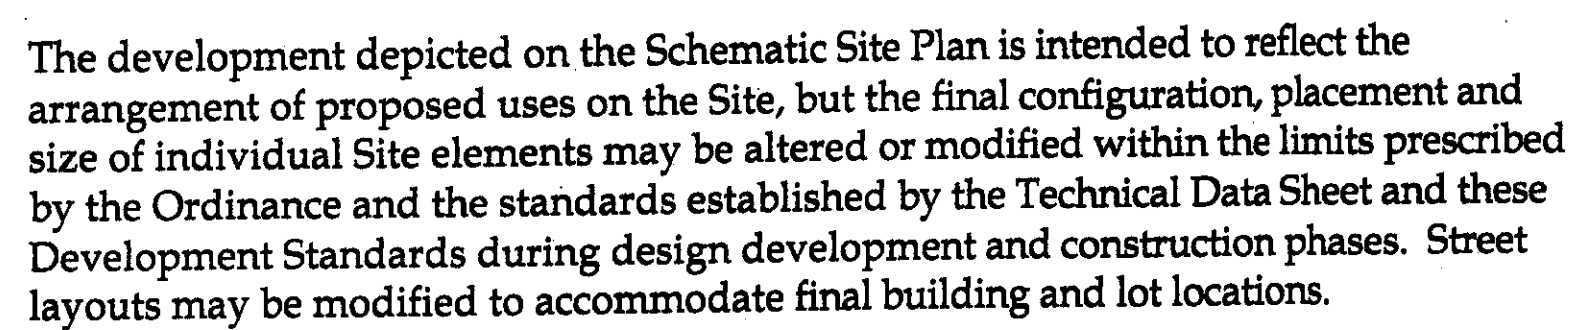 The development depicted on the Schematic Site Plan is intended to reflect the
arrangement of proposed uses on the Site, but the final configuration, placement and
size of individual Site elements may be altered or modified within the limits prescribed
by the Ordinance and the standards established by the Technical Data Sheet and these
Development Standards during design development and construction phases. Street
layouts may be modified to accommodate final building and lot locations.